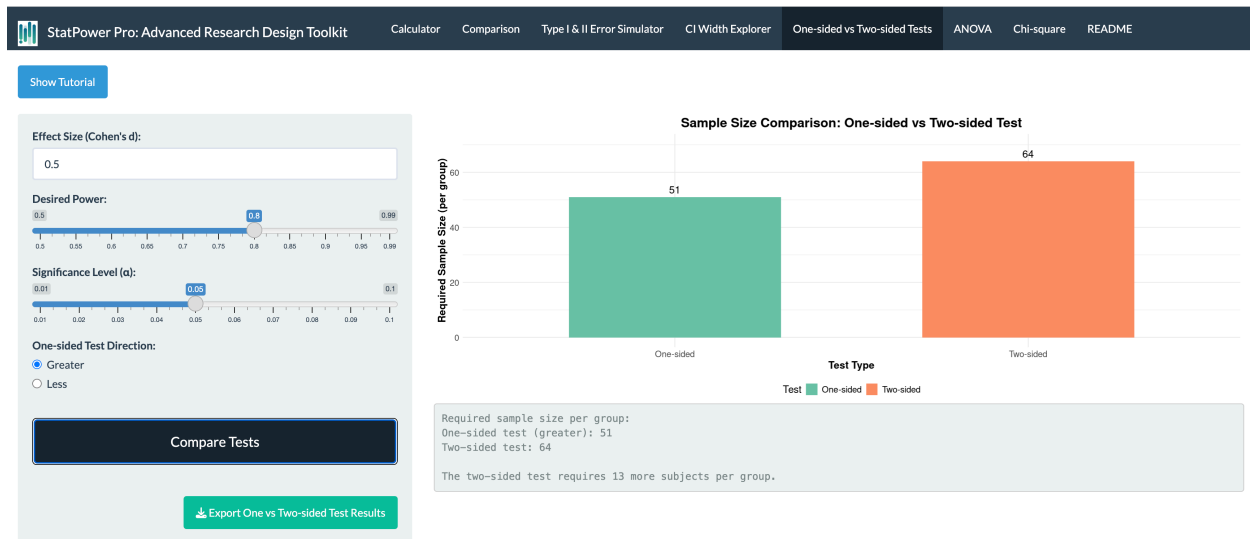 StatPower Pro: Advanced Research Design Toolkit
Calculator Comparison Type I & II Error Simulator CI Width Explorer One-sided vs Two-sided Tests ANOVA Chi-square README
Show Tutorial
Effect Size (Cohen's d):
0.5
Desired Power:
0.5 0.8 0.99
0.5 0.55 0.6 0.65 0.7 0.75 0.8 0.85 0.9 0.95 0.99
Significance Level (α):
0.01 0.05 0.1
0.01 0.02 0.03 0.04 0.05 0.06 0.07 0.08 0.09 0.1
One-sided Test Direction:
Greater
Less
Compare Tests
Export One vs Two-sided Test Results
Sample Size Comparison: One-sided vs Two-sided Test
Required Sample Size (per group)
60
40
20
0
51
64
One-sided Two-sided
Test Type
Test One-sided Two-sided
Required sample size per group:
One-sided test (greater): 51
Two-sided test: 64
The two-sided test requires 13 more subjects per group.